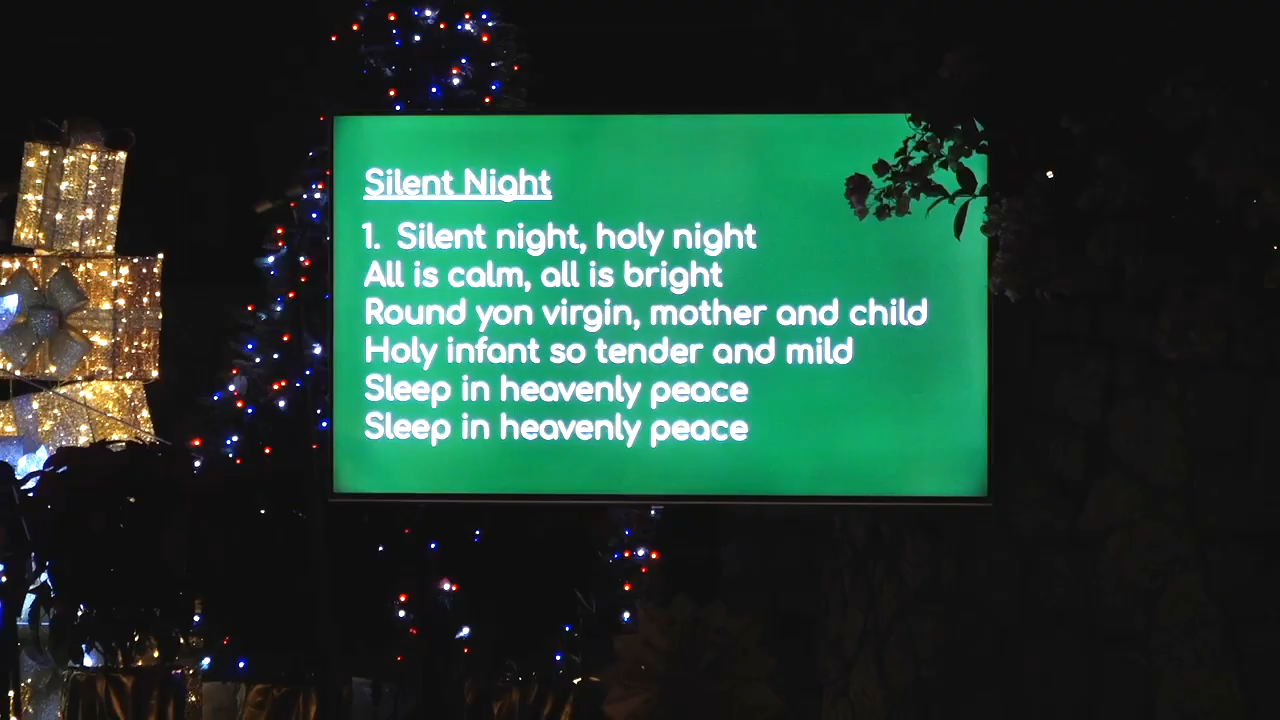 Silent Night
1. Silent night, holy night
All is calm, all is bright
Round yon virgin, mother and child
Holy infant so tender and mild
Sleep in heavenly peace
Sleep in heavenly peace